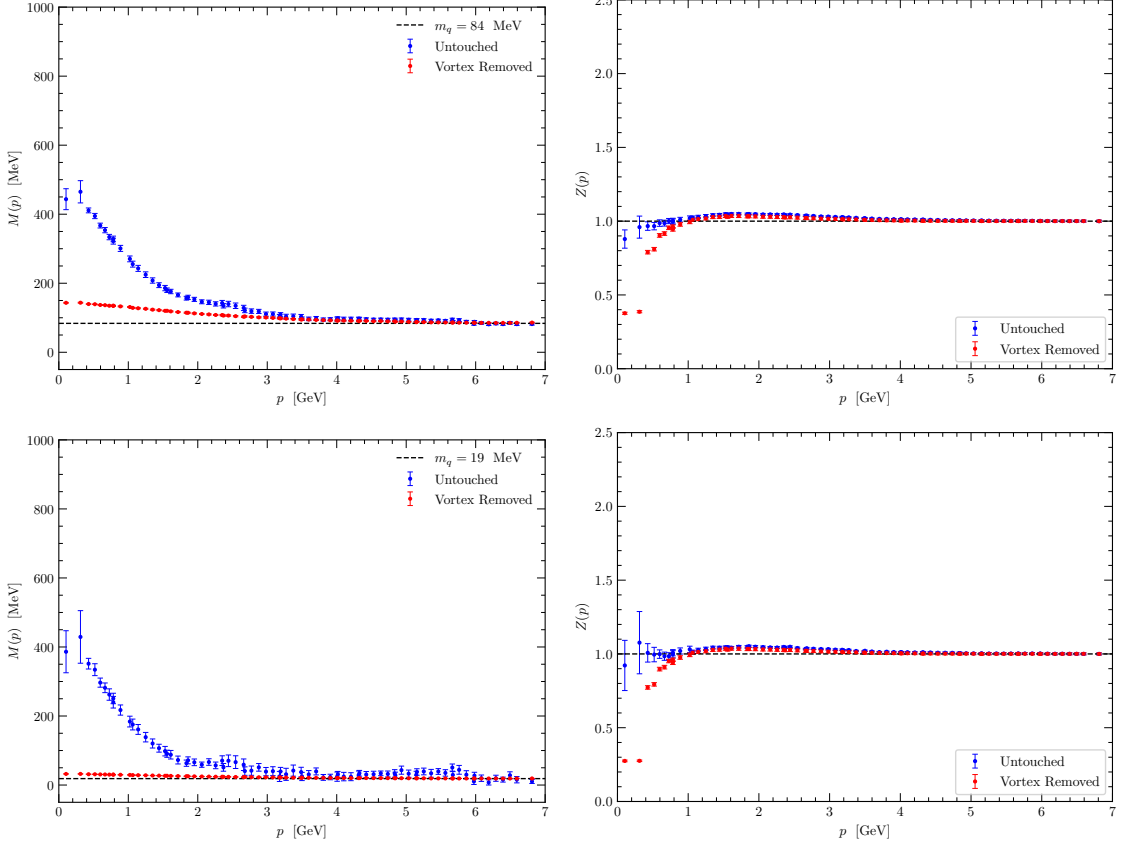 1000
800
600
400
200
0
M(p) [MeV]
m_q = 84 MeV
Untouched
Vortex Removed
0 1 2 3 4 5 6 7
p [GeV]
2.5
2.0
1.5
1.0
0.5
0.0
Z(p)
Untouched
Vortex Removed
0 1 2 3 4 5 6 7
p [GeV]
1000
800
600
400
200
0
M(p) [MeV]
m_q = 19 MeV
Untouched
Vortex Removed
0 1 2 3 4 5 6 7
p [GeV]
2.5
2.0
1.5
1.0
0.5
0.0
Z(p)
Untouched
Vortex Removed
0 1 2 3 4 5 6 7
p [GeV]